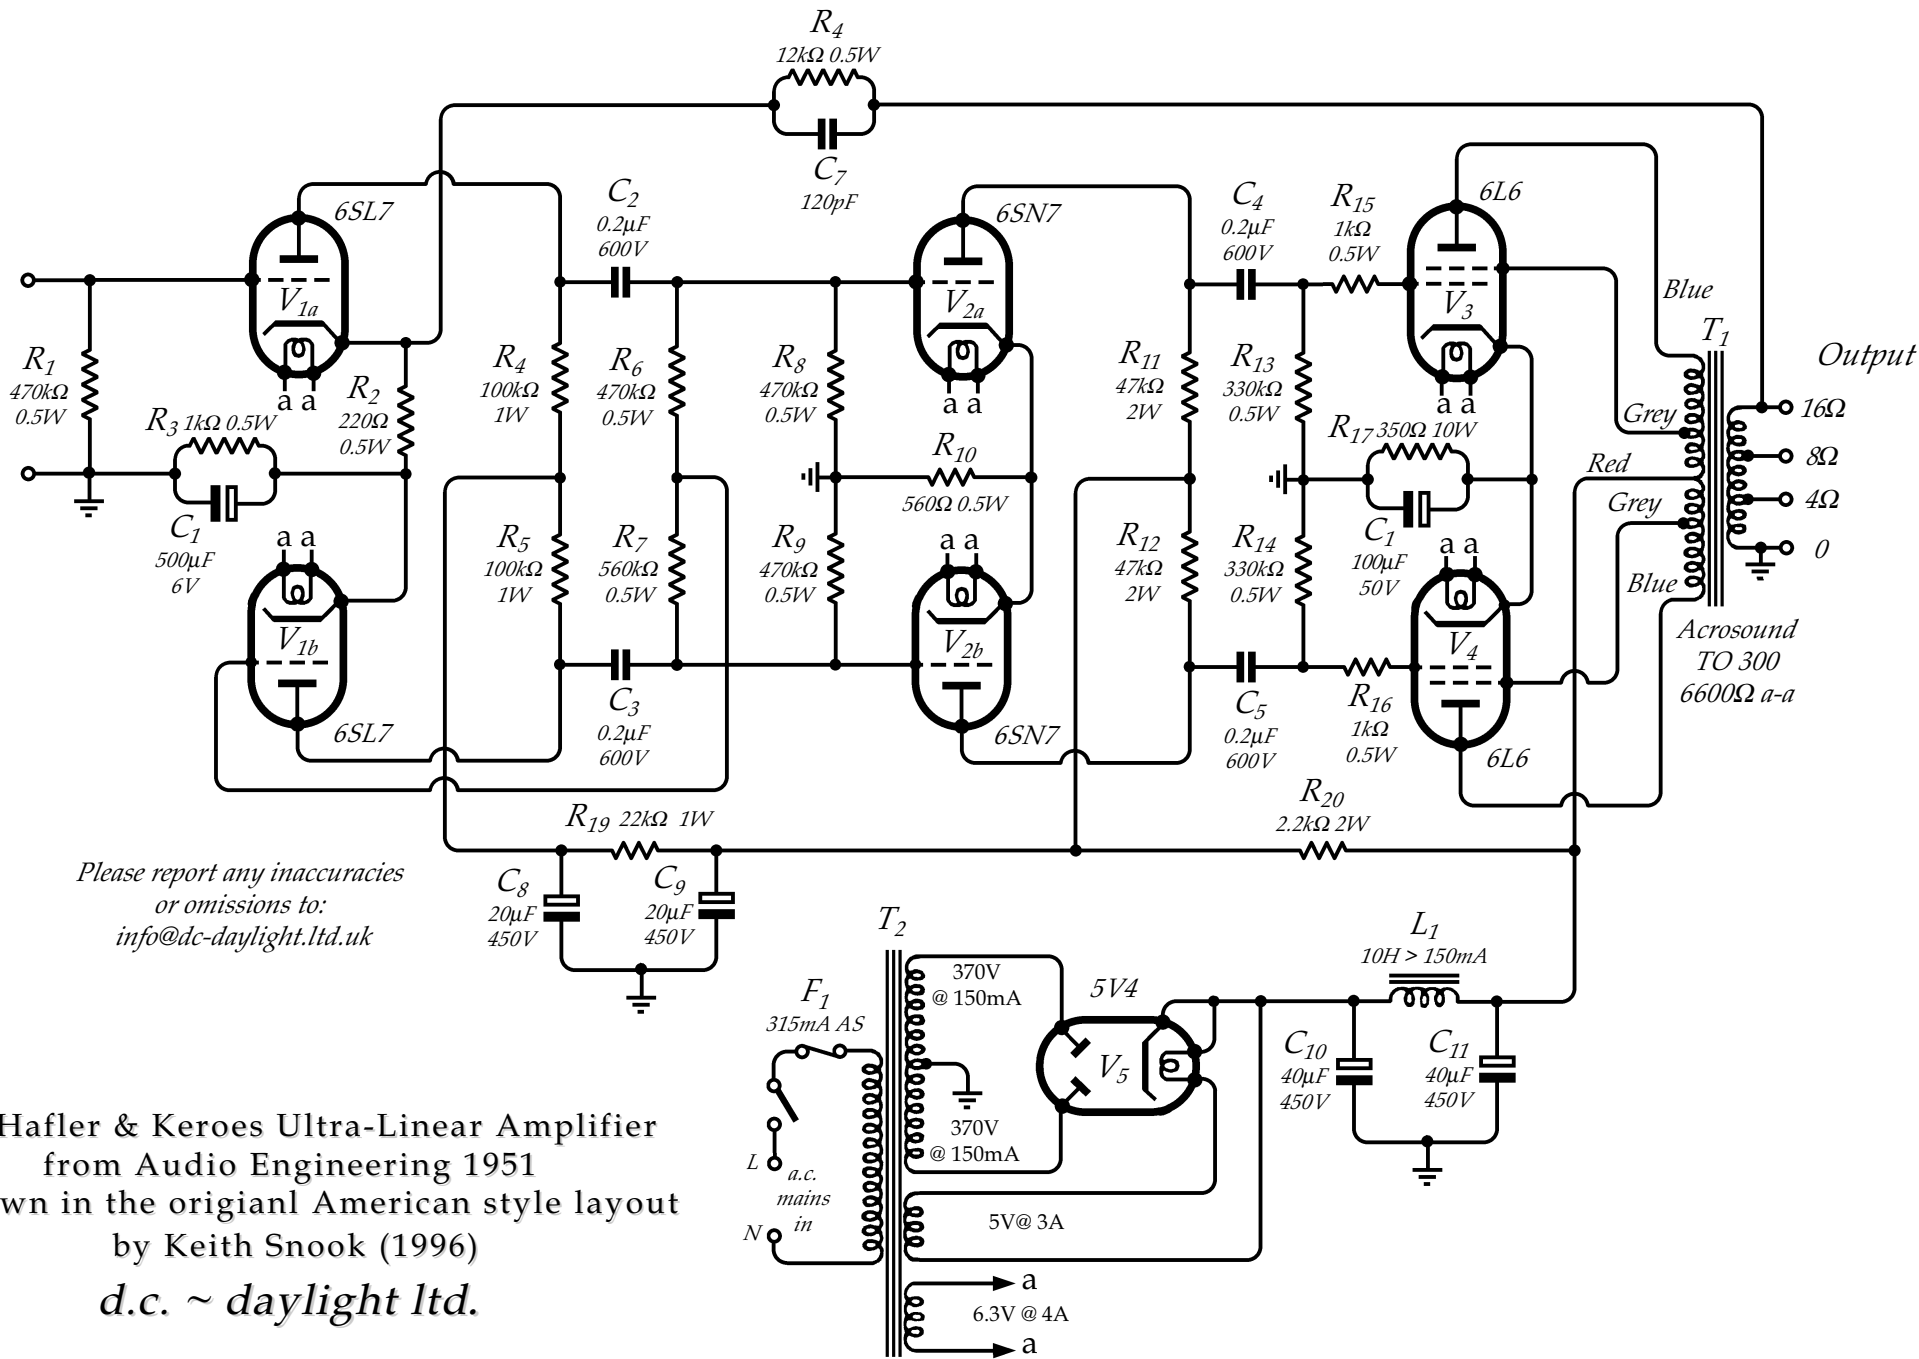 R4
12kΩ 0.5W
C7
120pF
6SL7
V1a
R1
470kΩ
0.5W
R3 1kΩ 0.5W
C1
500µF
6V
a a
R2
220Ω
0.5W
a a
V1b
6SL7
C2
0.2µF
600V
R4
100kΩ
1W
R6
470kΩ
0.5W
R8
470kΩ
0.5W
R5
100kΩ
1W
R7
560kΩ
0.5W
R9
470kΩ
0.5W
C3
0.2µF
600V
6SN7
V2a
a a
R10
560Ω 0.5W
a a
V2b
6SN7
C4
0.2µF
600V
R15
1kΩ
0.5W
R11
47kΩ
2W
R13
330kΩ
0.5W
R12
47kΩ
2W
R14
330kΩ
0.5W
C5
0.2µF
600V
R16
1kΩ
0.5W
6L6
V3
a a
R17 350Ω 10W
C1
100µF
50V
a a
V4
6L6
Blue
Grey
Red
Grey
Blue
T1
Output
16Ω
8Ω
4Ω
0
Acrosound
TO 300
6600Ω a-a
R19 22kΩ 1W
R20
2.2kΩ 2W
C8
20µF
450V
C9
20µF
450V
Please report any inaccuracies
or omissions to:
info@dc-daylight.ltd.uk
T2
F1
315mA AS
L
N
a.c.
mains
in
370V
@ 150mA
370V
@ 150mA
5V4
V5
5V@ 3A
a
6.3V @ 4A
a
L1
10H > 150mA
C10
40µF
450V
C11
40µF
450V
Hafler & Keroes Ultra-Linear Amplifier
from Audio Engineering 1951
wn in the origianl American style layout
by Keith Snook (1996)
d.c. ~ daylight ltd.